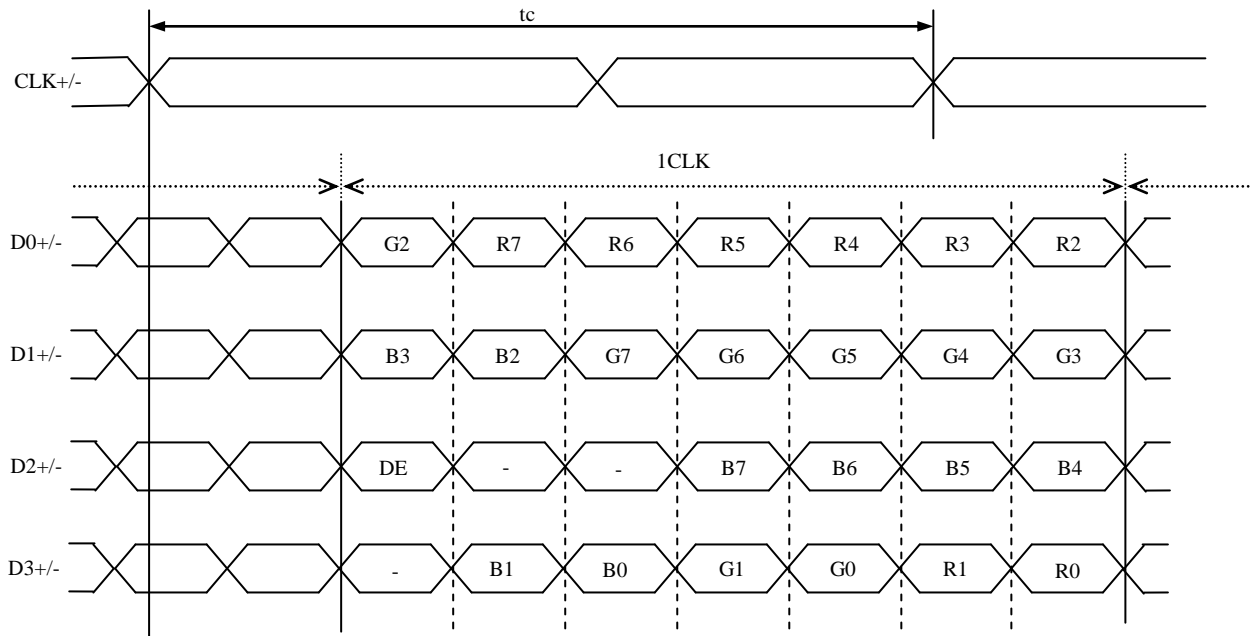 tc
CLK+/-
1CLK
D0+/- G2 R7 R6 R5 R4 R3 R2
D1+/- B3 B2 G7 G6 G5 G4 G3
D2+/- DE - - B7 B6 B5 B4
D3+/- - B1 B0 G1 G0 R1 R0